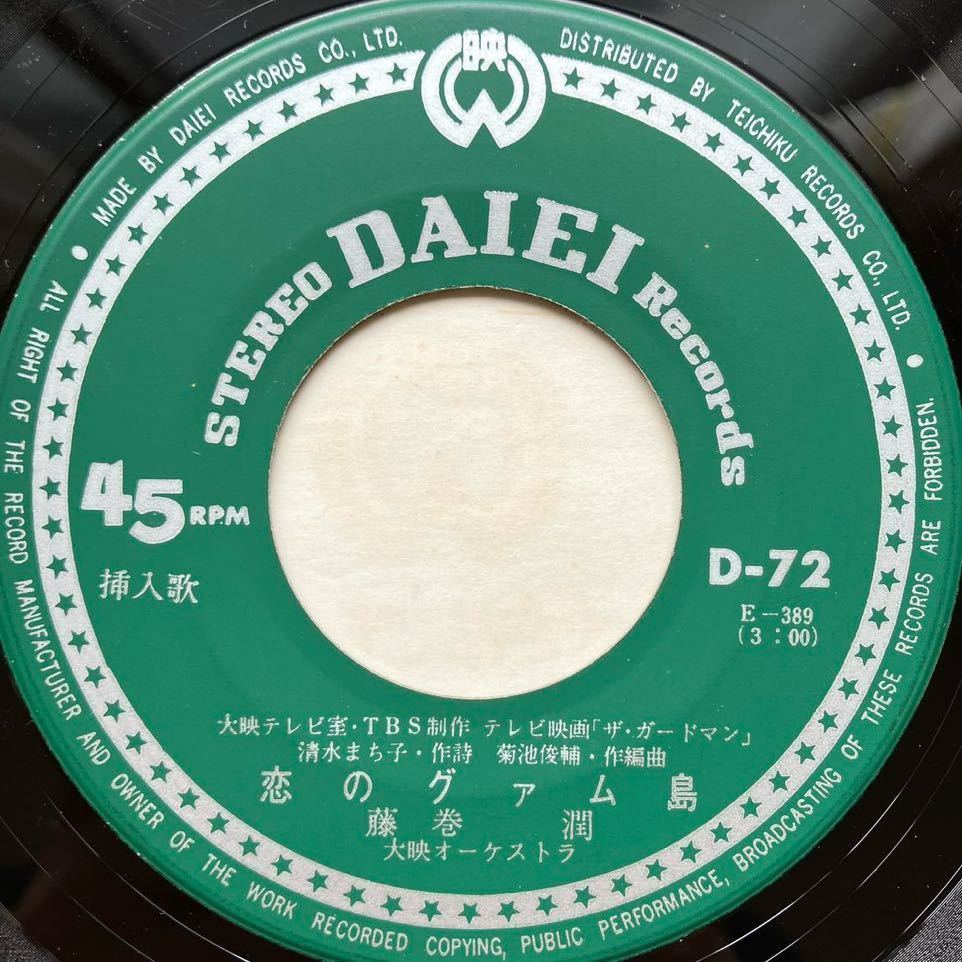 MADE BY DAIEI RECORDS CO., LTD.
映
DISTRIBUTED BY TEICHIKU RECORDS CO., LTD.
STEREO DAIEI Records
45 RPM
挿入歌
D-72
E-389
(3:00)
大映テレビ室・TBS制作 テレビ映画「ザ・ガードマン」
清水まち子・作詩 菊池俊輔・作編曲
恋のグァム島
藤巻 潤
大映オーケストラ
ALL RIGHT OF THE RECORD MANUFACTURER AND OWNER OF THE WORK RECORDED COPYING, PUBLIC PERFORMANCE, BROADCASTING OF THESE RECORDS ARE FORBIDDEN.